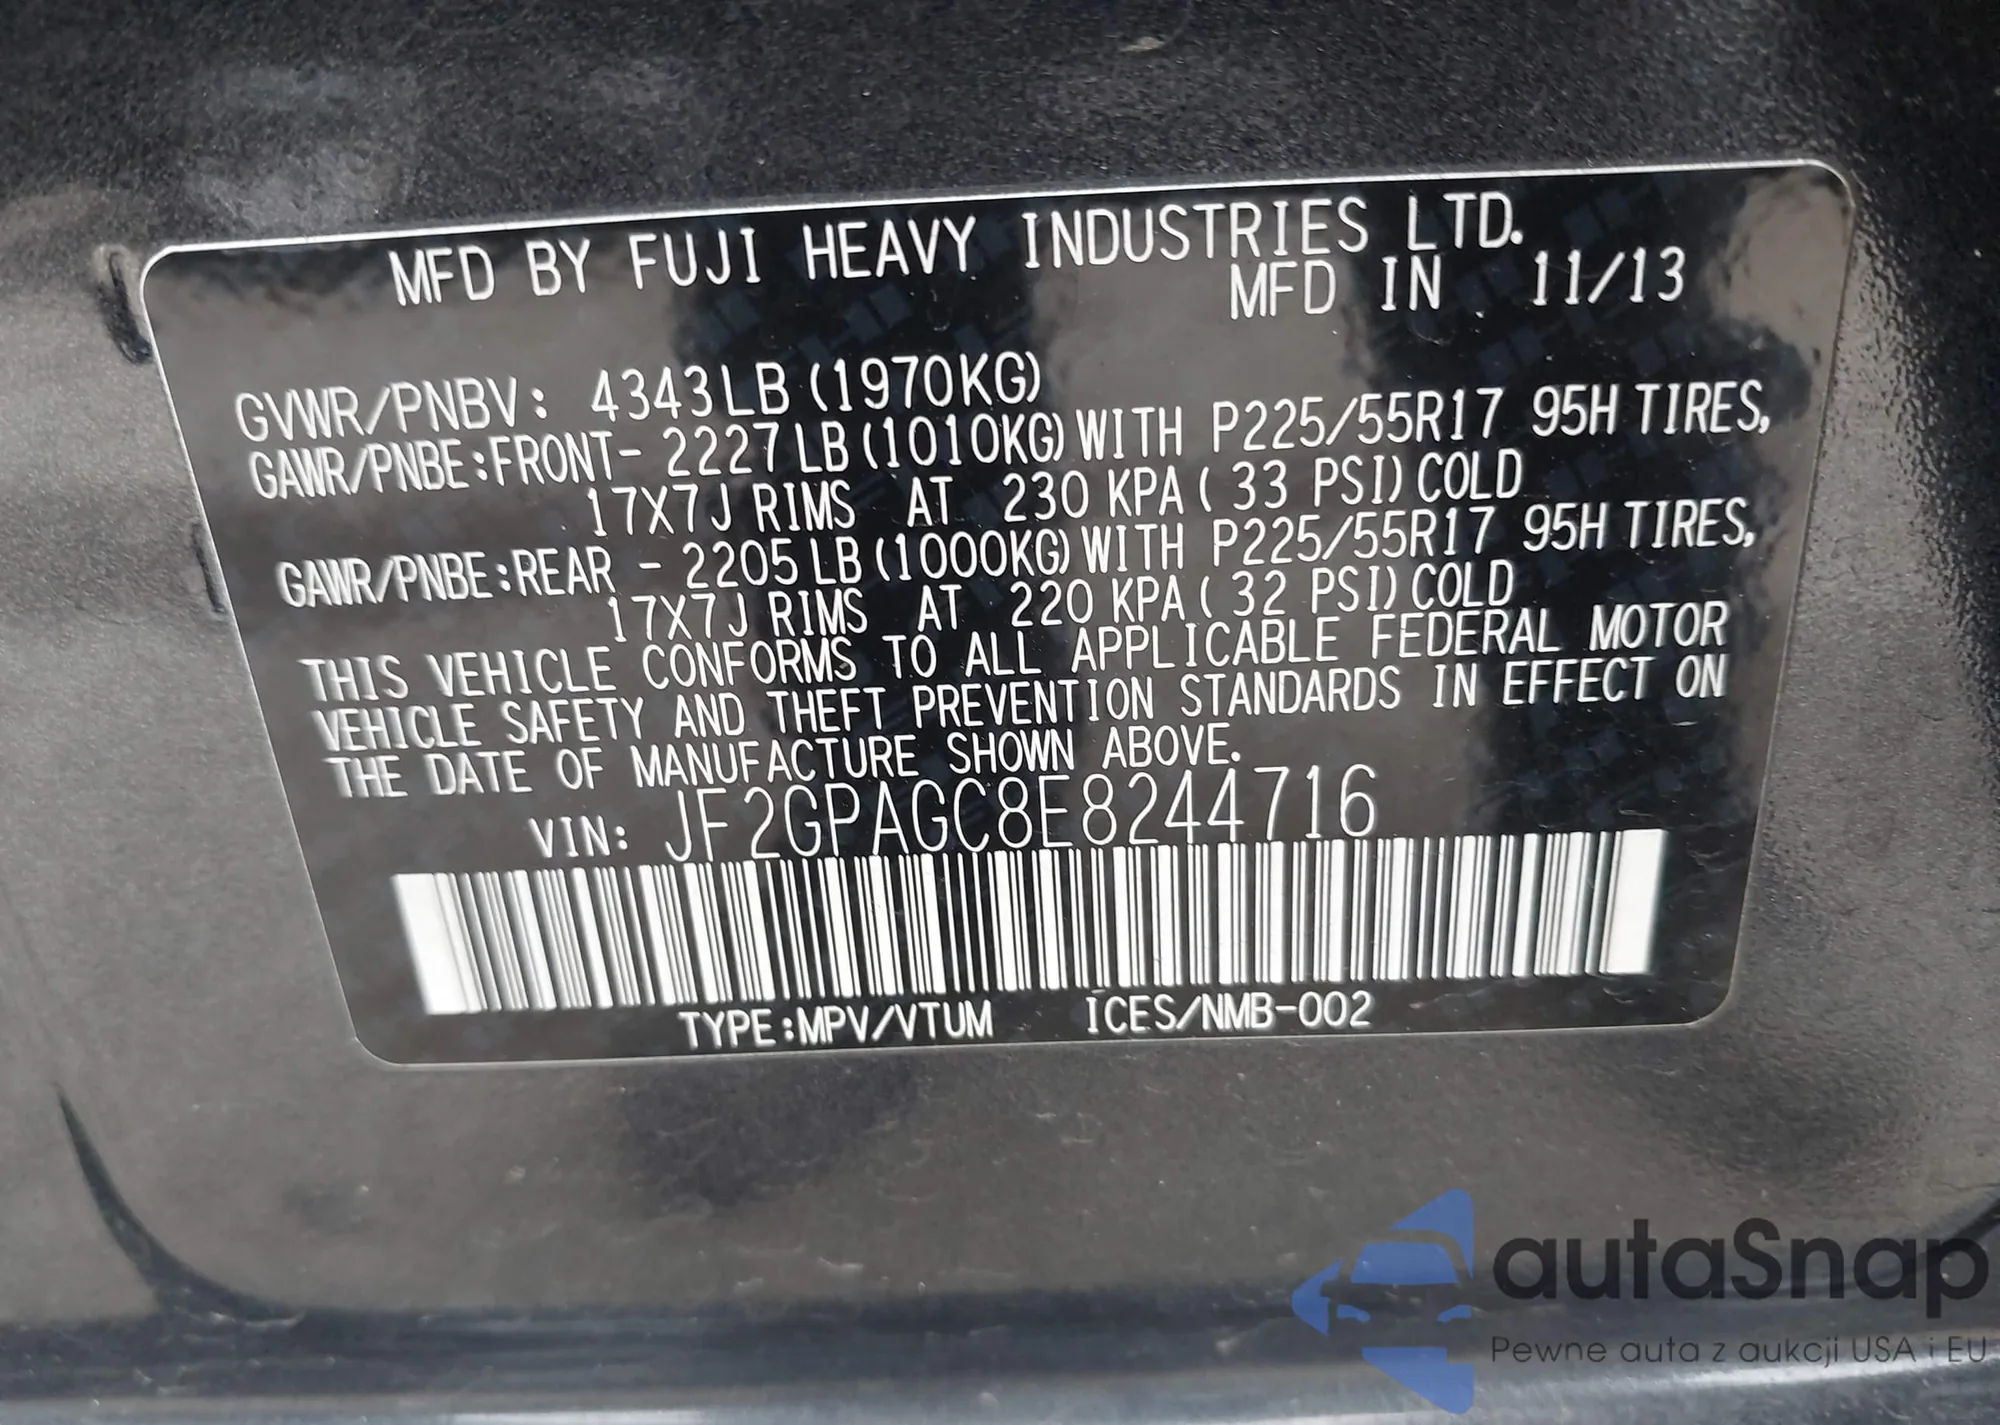 MFD BY FUJI HEAVY INDUSTRIES LTD.
MFD IN 11/13
GVWR/PNBV: 4343LB(1970KG)
GAWR/PNBE:FRONT- 2227LB(1010KG)WITH P225/55R17 95H TIRES,
17X7J RIMS AT 230 KPA( 33 PSI)COLD
GAWR/PNBE:REAR - 2205LB(1000KG)WITH P225/55R17 95H TIRES,
17X7J RIMS AT 220 KPA( 32 PSI)COLD
THIS VEHICLE CONFORMS TO ALL APPLICABLE FEDERAL MOTOR
VEHICLE SAFETY AND THEFT PREVENTION STANDARDS IN EFFECT ON
THE DATE OF MANUFACTURE SHOWN ABOVE.
VIN: JF2GPAGC8E8244716
TYPE:MPV/VTUM ICES/NMB-002
autaSnap
Pewne auta z aukcji USA i EU